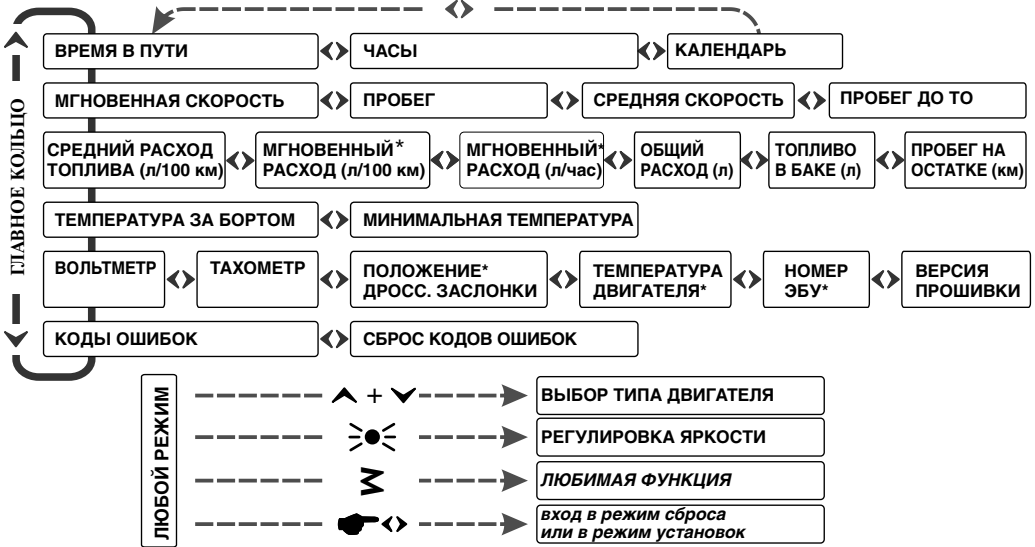 ГЛАВНОЕ КОЛЬЦО
ВРЕМЯ В ПУТИ
ЧАСЫ
КАЛЕНДАРЬ
МГНОВЕННАЯ СКОРОСТЬ
ПРОБЕГ
СРЕДНЯЯ СКОРОСТЬ
ПРОБЕГ ДО ТО
СРЕДНИЙ РАСХОД
ТОПЛИВА (л/100 км)
МГНОВЕННЫЙ*
РАСХОД (л/100 км)
МГНОВЕННЫЙ*
РАСХОД (л/час)
ОБЩИЙ
РАСХОД (л)
ТОПЛИВО
В БАКЕ (л)
ПРОБЕГ НА
ОСТАТКЕ (км)
ТЕМПЕРАТУРА ЗА БОРТОМ
МИНИМАЛЬНАЯ ТЕМПЕРАТУРА
ВОЛЬТМЕТР
ТАХОМЕТР
ПОЛОЖЕНИЕ*
ДРОСС. ЗАСЛОНКИ
ТЕМПЕРАТУРА
ДВИГАТЕЛЯ*
НОМЕР
ЭБУ*
ВЕРСИЯ
ПРОШИВКИ
КОДЫ ОШИБОК
СБРОС КОДОВ ОШИБОК
ЛЮБОЙ РЕЖИМ
+
ВЫБОР ТИПА ДВИГАТЕЛЯ
РЕГУЛИРОВКА ЯРКОСТИ
ЛЮБИМАЯ ФУНКЦИЯ
вход в режим сброса
или в режим установок